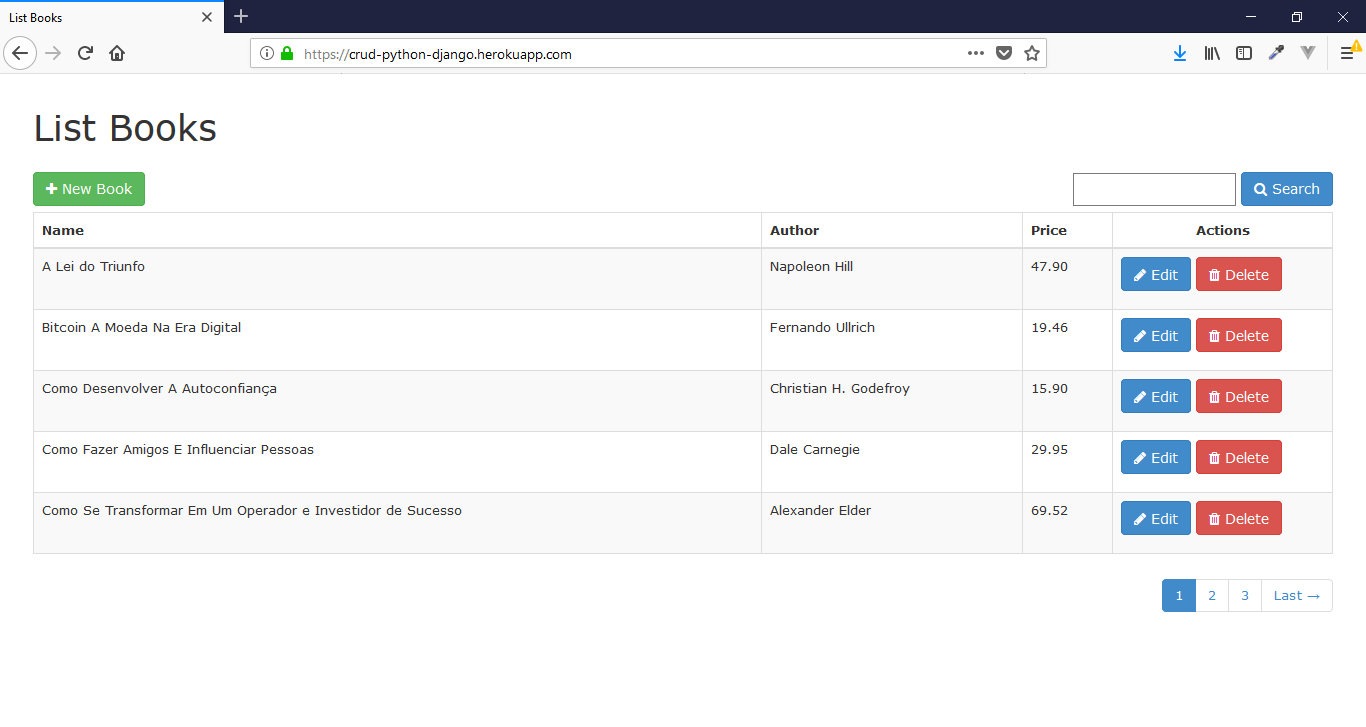 List Books
https://crud-python-django.herokuapp.com
List Books
New Book
Search
Name Author Price Actions
A Lei do Triunfo Napoleon Hill 47.90 Edit Delete
Bitcoin A Moeda Na Era Digital Fernando Ullrich 19.46 Edit Delete
Como Desenvolver A Autoconfiança Christian H. Godefroy 15.90 Edit Delete
Como Fazer Amigos E Influenciar Pessoas Dale Carnegie 29.95 Edit Delete
Como Se Transformar Em Um Operador e Investidor de Sucesso Alexander Elder 69.52 Edit Delete
1 2 3 Last →